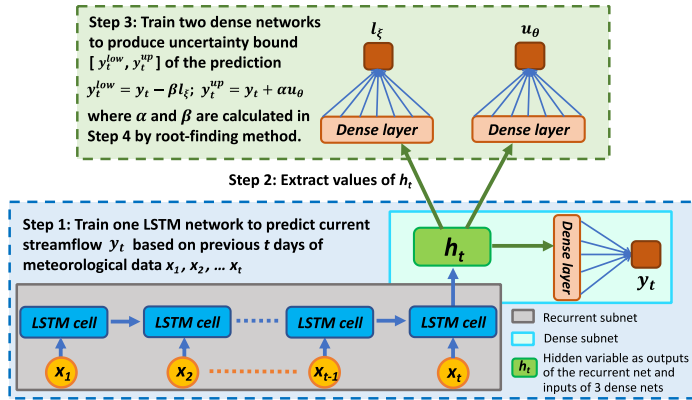 Step 3: Train two dense networks
to produce uncertainty bound
[ y_t^{low}, y_t^{up} ] of the prediction
y_t^{low} = y_t − βl_ξ; y_t^{up} = y_t + αu_θ
where α and β are calculated in
Step 4 by root-finding method.
l_ξ
u_θ
Dense layer
Dense layer
Step 2: Extract values of h_t
Step 1: Train one LSTM network to predict current
streamflow y_t based on previous t days of
meteorological data x_1, x_2, … x_t
h_t
Dense layer
y_t
LSTM cell
LSTM cell
LSTM cell
LSTM cell
x_1
x_2
x_{t-1}
x_t
Recurrent subnet
Dense subnet
h_t
Hidden variable as outputs
of the recurrent net and
inputs of 3 dense nets